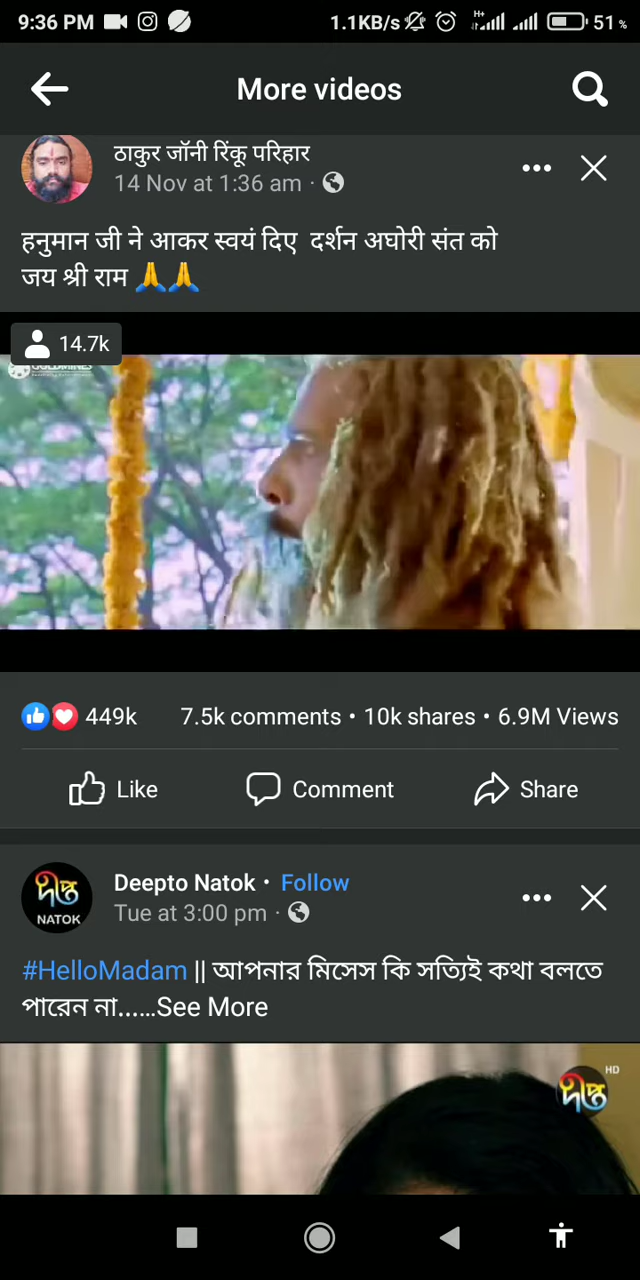 9:36 PM 1.1KB/s H+ 51 %
More videos
ठाकुर जॉनी रिंकू परिहार
14 Nov at 1:36 am ·
हनुमान जी ने आकर स्वयं दिए दर्शन अघोरी संत को
जय श्री राम 🙏🙏
14.7k
GOLDMINES
449k 7.5k comments • 10k shares • 6.9M Views
Like Comment Share
দীপ্ত
NATOK
Deepto Natok • Follow
Tue at 3:00 pm ·
#HelloMadam || আপনার মিসেস কি সত্যিই কথা বলতে
পারেন না......See More
দীপ্ত HD